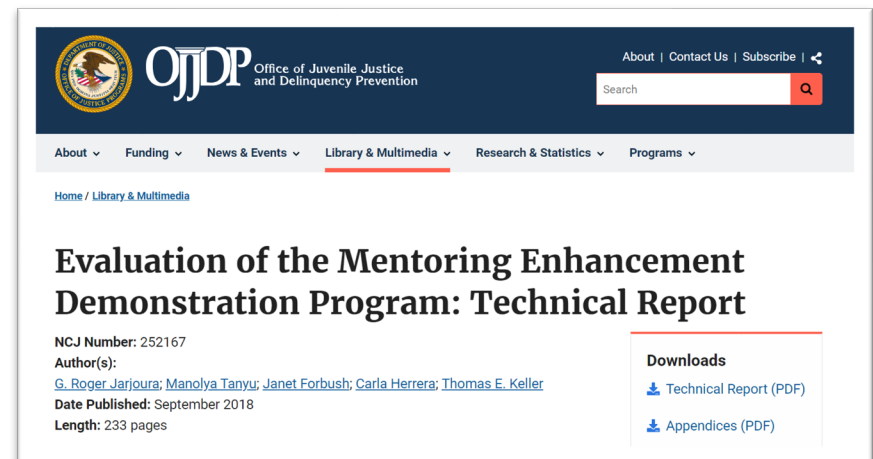 OJJDP Office of Juvenile Justice
and Delinquency Prevention
About | Contact Us | Subscribe |
Search
About Funding News & Events Library & Multimedia Research & Statistics Programs
Home / Library & Multimedia
Evaluation of the Mentoring Enhancement
Demonstration Program: Technical Report
NCJ Number: 252167
Author(s):
G. Roger Jarjoura; Manolya Tanyu; Janet Forbush; Carla Herrera; Thomas E. Keller
Date Published: September 2018
Length: 233 pages
Downloads
Technical Report (PDF)
Appendices (PDF)